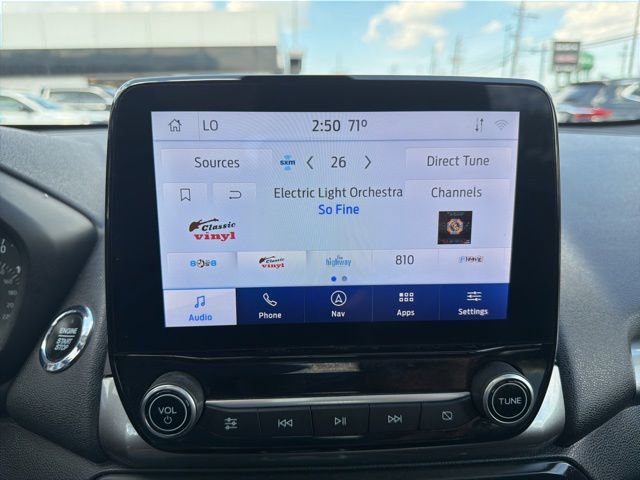 LO 2:50 71°
Sources sxm 26 Direct Tune
Electric Light Orchestra Channels
So Fine
Classic vinyl
Classic vinyl the highway 810
Audio Phone Nav Apps Settings
ENGINE
START
STOP
VOL
TUNE